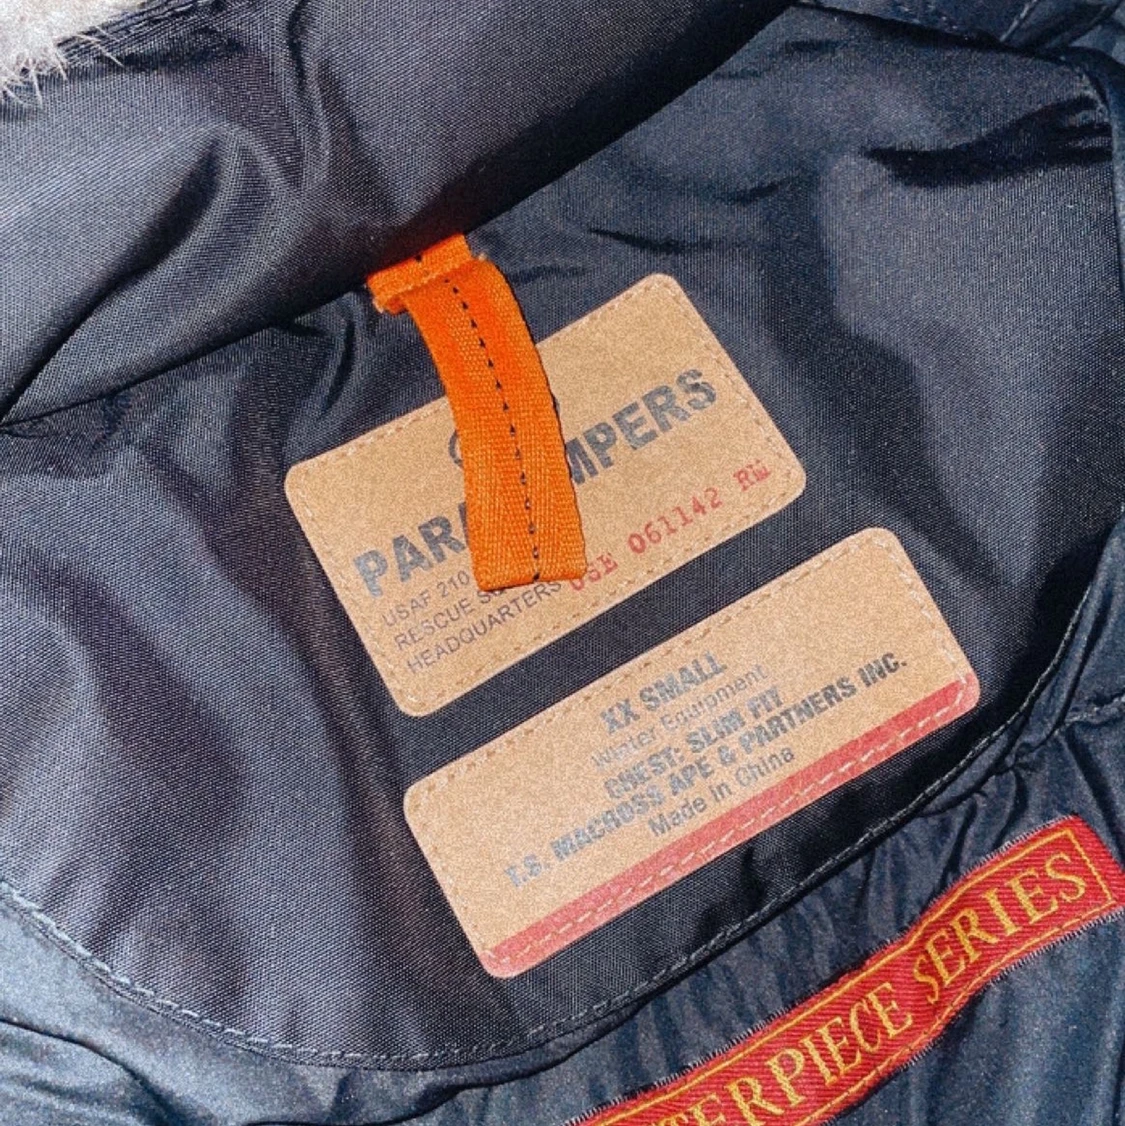 PARA MPERS
USAF 210
RESCUE S
HEADQUARTERS
USE 061142 RW
XX SMALL
Winter Equipment
CHEST: SLIM FIT
T.S. MACROSS APE & PARTNERS INC.
Made in China
TERPIECE SERIES